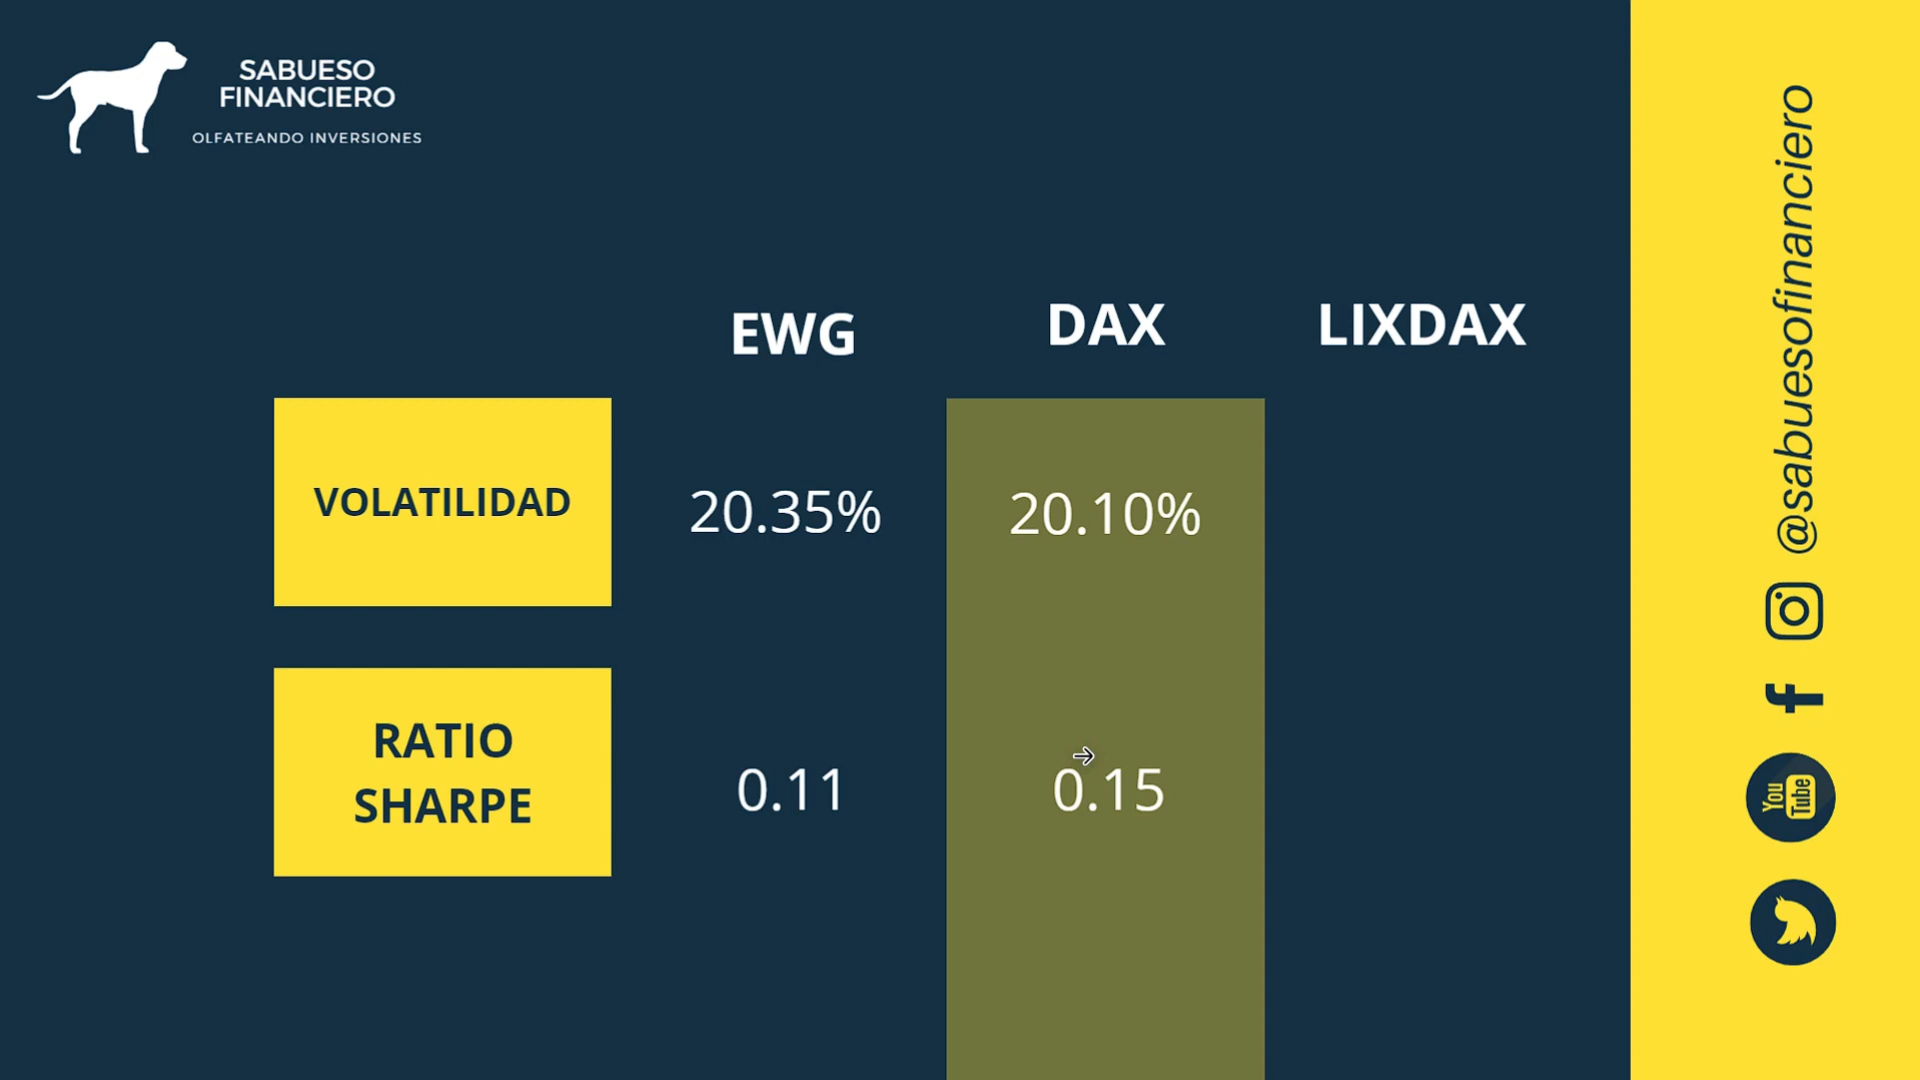 SABUESO
FINANCIERO
OLFATEANDO INVERSIONES
EWG DAX LIXDAX
VOLATILIDAD 20.35% 20.10%
RATIO
SHARPE 0.11 0.15
@sabuesofinanciero
You
Tube